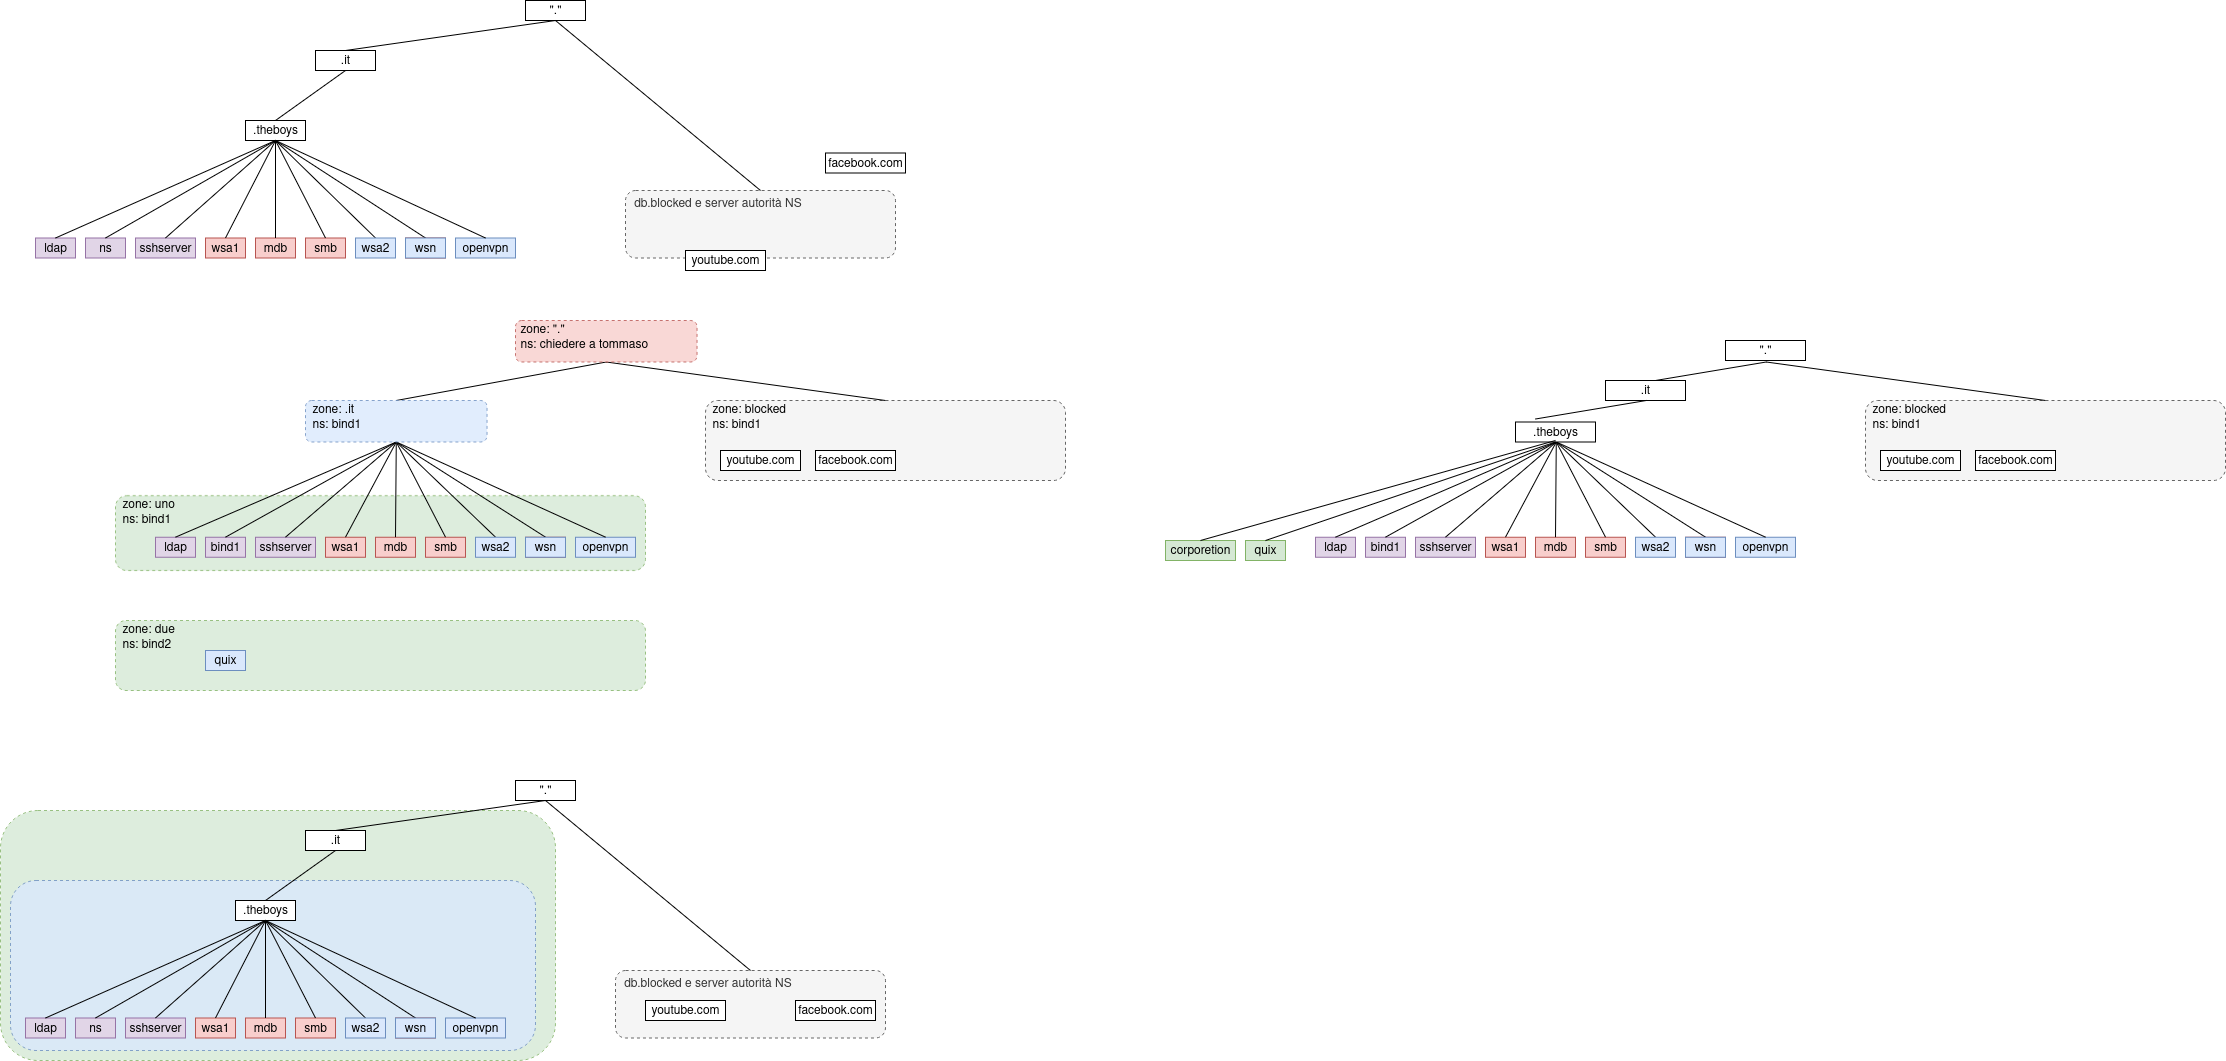 "."
.it
.theboys
facebook.com
db.blocked e server autorità NS
ldap
ns
sshserver
wsa1
mdb
smb
wsa2
wsn
openvpn
youtube.com
zone: "."
ns: chiedere a tommaso
zone: .it
ns: bind1
zone: blocked
ns: bind1
youtube.com
facebook.com
zone: uno
ns: bind1
ldap
bind1
sshserver
wsa1
mdb
smb
wsa2
wsn
openvpn
zone: due
ns: bind2
quix
"."
.it
.theboys
zone: blocked
ns: bind1
youtube.com
facebook.com
corporetion
quix
ldap
bind1
sshserver
wsa1
mdb
smb
wsa2
wsn
openvpn
"."
.it
.theboys
db.blocked e server autorità NS
youtube.com
facebook.com
ldap
ns
sshserver
wsa1
mdb
smb
wsa2
wsn
openvpn